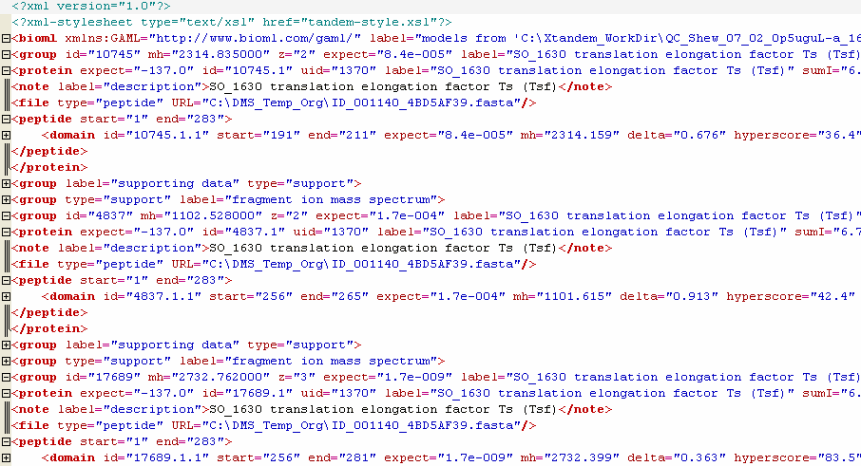 <?xml version="1.0"?>
<?xml-stylesheet type="text/xsl" href="tandem-style.xsl"?>
<bioml xmlns:GAML="http://www.bioml.com/gaml/" label="models from 'C:\Xtandem_WorkDir\QC_Shew_07_02_0p5uguL-a_16
<group id="10745" mh="2314.835000" z="2" expect="8.4e-005" label="SO_1630 translation elongation factor Ts (Tsf)
<protein expect="-137.0" id="10745.1" uid="1370" label="SO_1630 translation elongation factor Ts (Tsf)" sumI="6.
<note label="description">SO_1630 translation elongation factor Ts (Tsf)</note>
<file type="peptide" URL="C:\DMS_Temp_Org\ID_001140_4BD5AF39.fasta"/>
<peptide start="1" end="283">
<domain id="10745.1.1" start="191" end="211" expect="8.4e-005" mh="2314.159" delta="0.676" hyperscore="36.4"
</peptide>
</protein>
<group label="supporting data" type="support">
<group type="support" label="fragment ion mass spectrum">
<group id="4837" mh="1102.528000" z="2" expect="1.7e-004" label="SO_1630 translation elongation factor Ts (Tsf)"
<protein expect="-137.0" id="4837.1" uid="1370" label="SO_1630 translation elongation factor Ts (Tsf)" sumI="6.7
<note label="description">SO_1630 translation elongation factor Ts (Tsf)</note>
<file type="peptide" URL="C:\DMS_Temp_Org\ID_001140_4BD5AF39.fasta"/>
<peptide start="1" end="283">
<domain id="4837.1.1" start="256" end="265" expect="1.7e-004" mh="1101.615" delta="0.913" hyperscore="42.4"
</peptide>
</protein>
<group label="supporting data" type="support">
<group type="support" label="fragment ion mass spectrum">
<group id="17689" mh="2732.762000" z="3" expect="1.7e-009" label="SO_1630 translation elongation factor Ts (Tsf)
<protein expect="-137.0" id="17689.1" uid="1370" label="SO_1630 translation elongation factor Ts (Tsf)" sumI="6.
<note label="description">SO_1630 translation elongation factor Ts (Tsf)</note>
<file type="peptide" URL="C:\DMS_Temp_Org\ID_001140_4BD5AF39.fasta"/>
<peptide start="1" end="283">
<domain id="17689.1.1" start="256" end="281" expect="1.7e-009" mh="2732.399" delta="0.363" hyperscore="83.5"